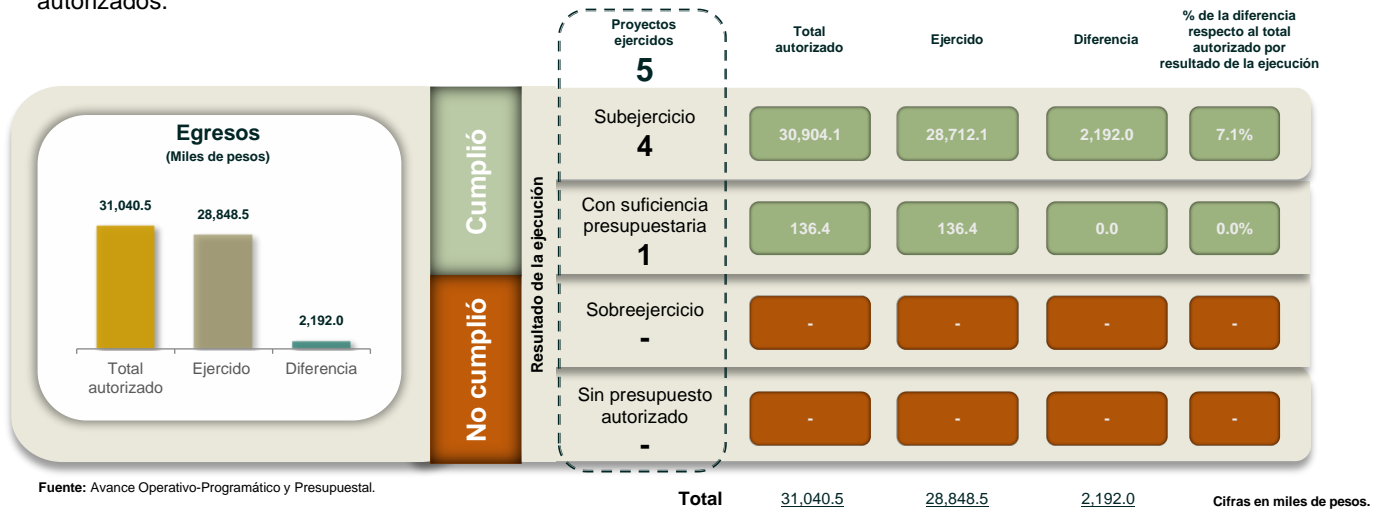 autorizados.
Proyectos
ejercidos
5
Total
autorizado
Ejercido
Diferencia
% de la diferencia
respecto al total
autorizado por
resultado de la ejecución
Egresos
(Miles de pesos)
31,040.5
28,848.5
2,192.0
Total
autorizado
Ejercido
Diferencia
Cumplió
No cumplió
Resultado de la ejecución
Subejercicio
4
30,904.1
28,712.1
2,192.0
7.1%
Con suficiencia
presupuestaria
1
136.4
136.4
0.0
0.0%
Sobreejercicio
-
-
-
-
-
Sin presupuesto
autorizado
-
-
-
-
-
Fuente: Avance Operativo-Programático y Presupuestal.
Total
31,040.5
28,848.5
2,192.0
Cifras en miles de pesos.